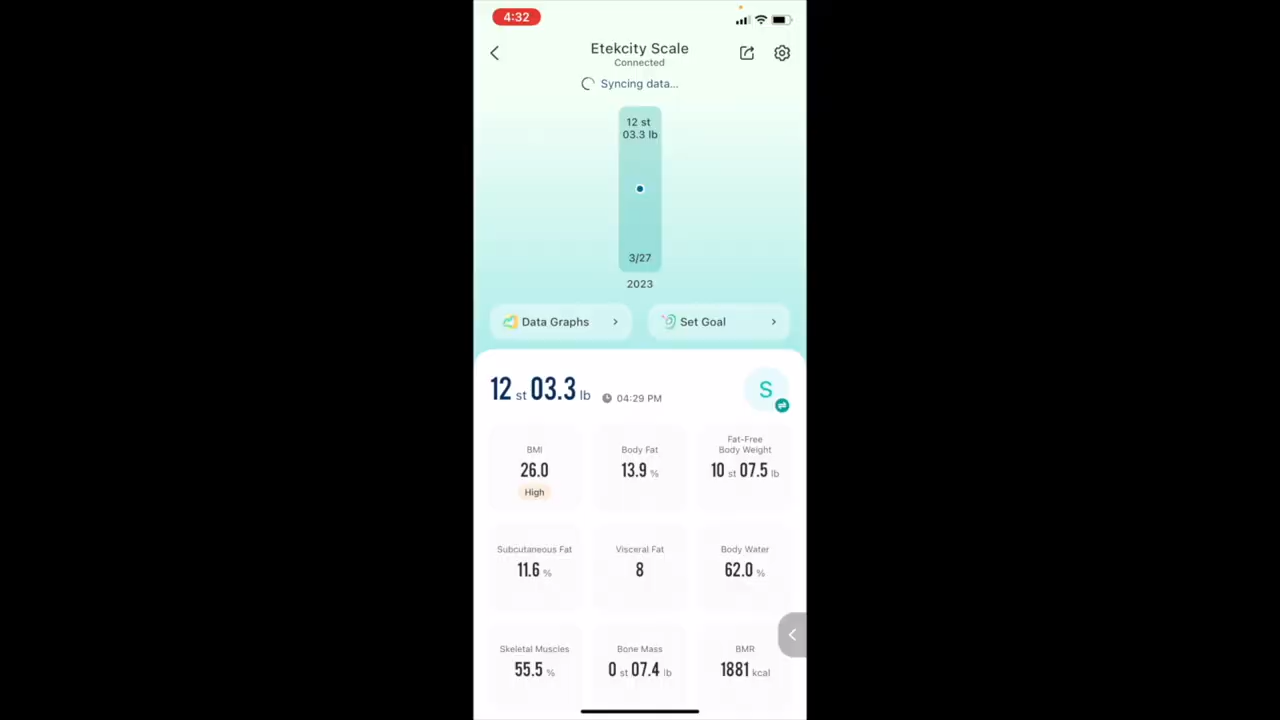 4:32
Etekcity Scale
Connected
Syncing data...
12 st
03.3 lb
3/27
2023
Data Graphs
Set Goal
12 st 03.3 lb 04:29 PM
S
BMI
26.0
High
Body Fat
13.9 %
Fat-Free
Body Weight
10 st 07.5 lb
Subcutaneous Fat
11.6 %
Visceral Fat
8
Body Water
62.0 %
Skeletal Muscles
55.5 %
Bone Mass
0 st 07.4 lb
BMR
1881 kcal